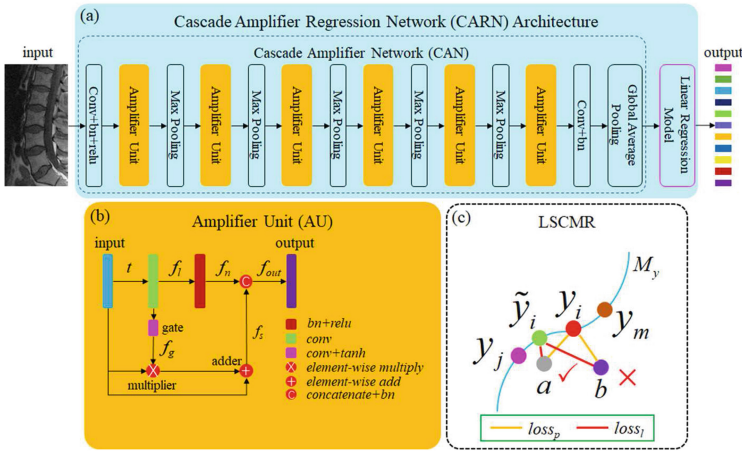 (a)
Cascade Amplifier Regression Network (CARN) Architecture
input
Cascade Amplifier Network (CAN)
output
Conv+bn+relu
Amplifier Unit
Max Pooling
Amplifier Unit
Max Pooling
Amplifier Unit
Max Pooling
Amplifier Unit
Max Pooling
Amplifier Unit
Max Pooling
Amplifier Unit
Conv+bn
Global Average
Pooling
Linear Regression
Model
(b)
Amplifier Unit (AU)
input
output
t
f_l
f_n
f_out
C
gate
f_g
f_s
adder
multiplier
bn+relu
conv
conv+tanh
element-wise multiply
element-wise add
concatenate+bn
(c)
LSCMR
M_y
ỹ_i
y_i
y_m
y_j
a
b
loss_p
loss_l